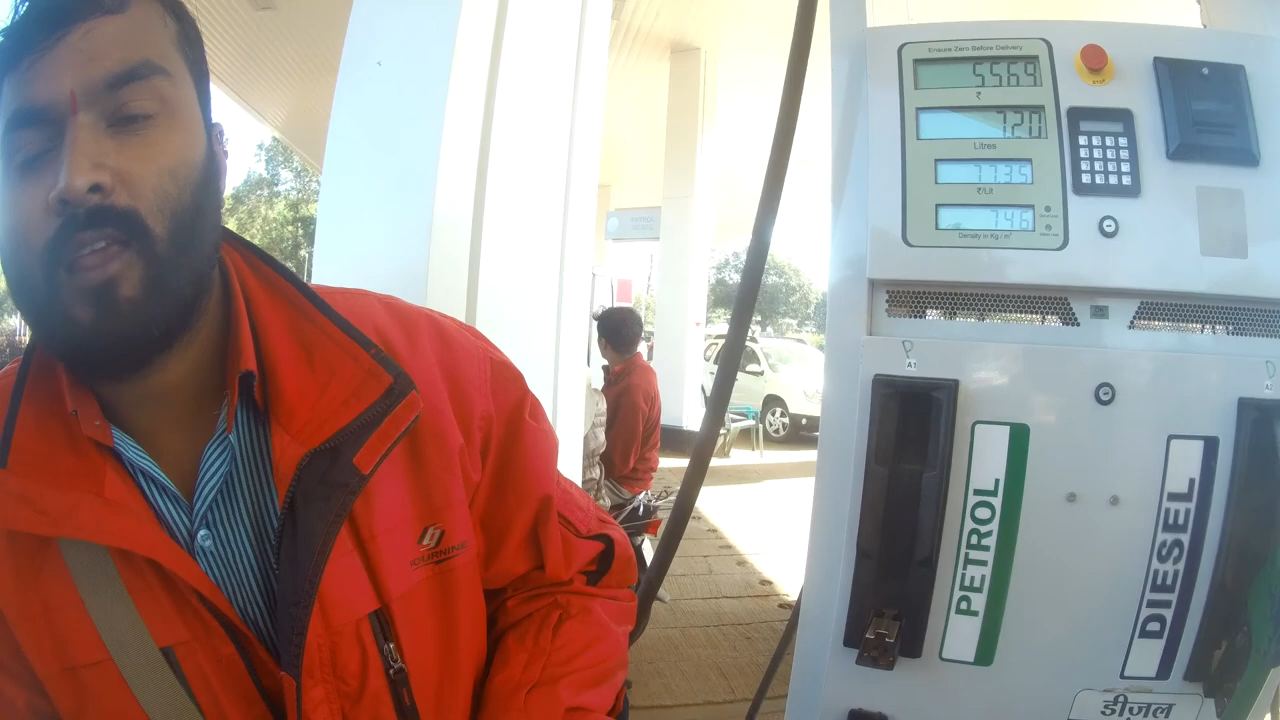 Ensure Zero Before Delivery
556.9
₹
7.20
Litres
77.35
₹/Lit
746
Density in Kg / m³
STOP
P
A1
PETROL
DIESEL
D
A2
डीजल